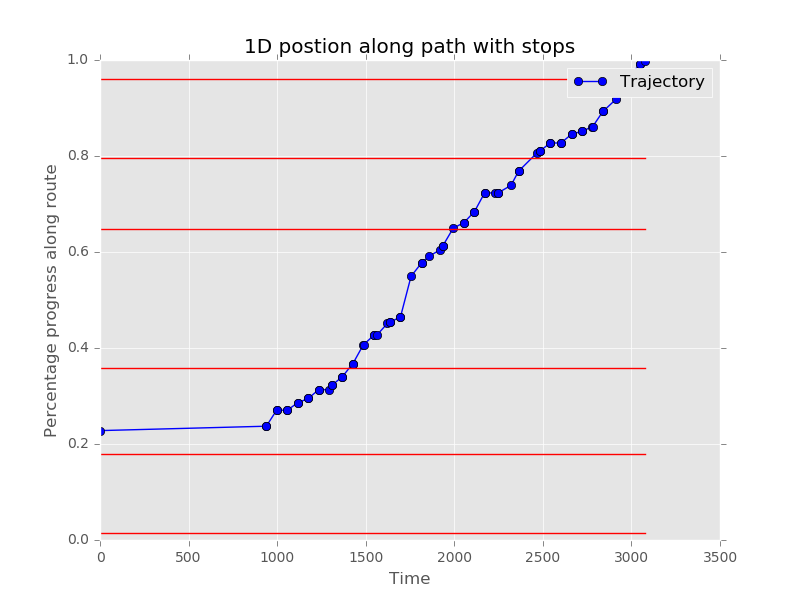 1D postion along path with stops
Trajectory
Percentage progress along route
1.0
0.8
0.6
0.4
0.2
0.0
0 500 1000 1500 2000 2500 3000 3500
Time